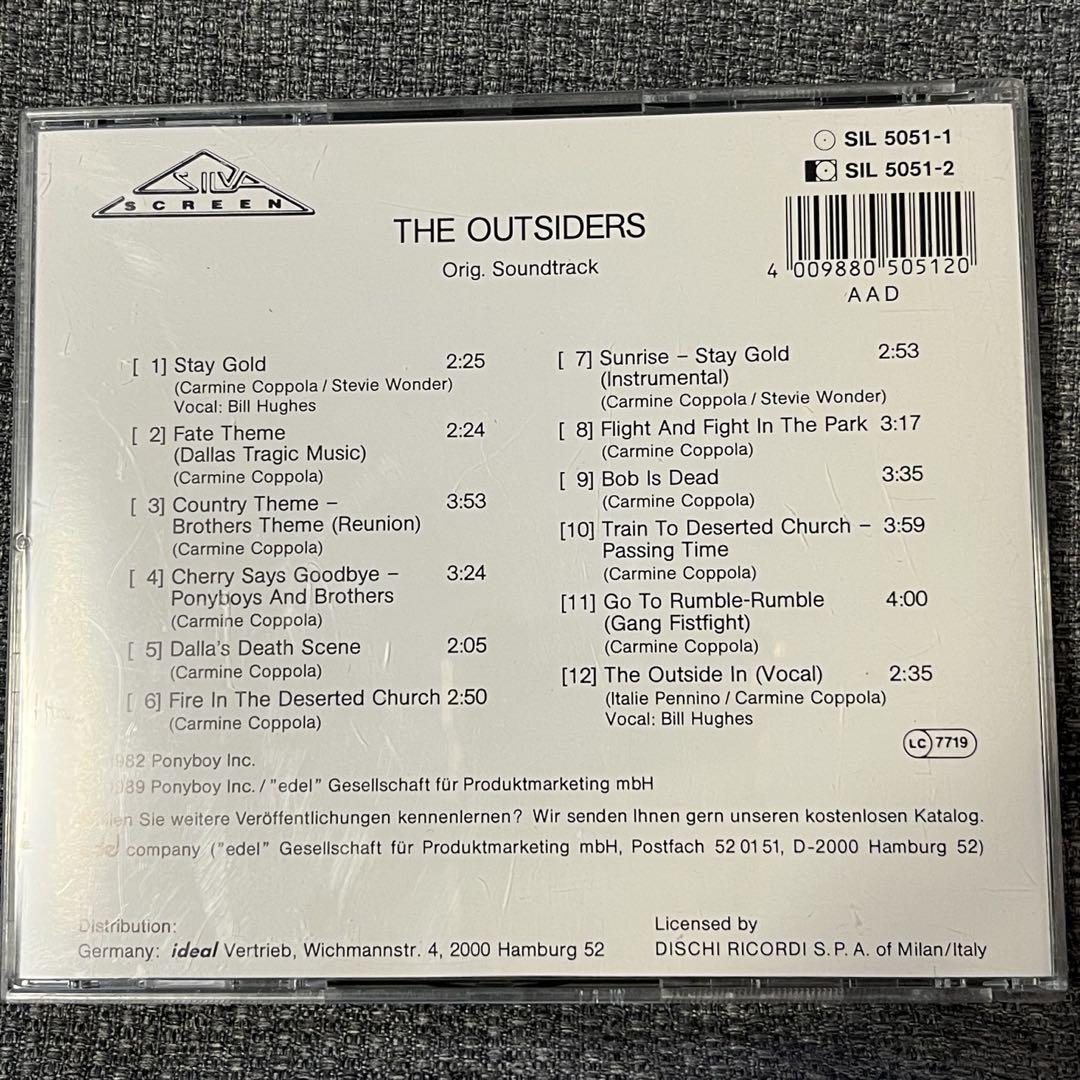 SILVA
SCREEN
THE OUTSIDERS
Orig. Soundtrack
SIL 5051-1
SIL 5051-2
4 009880 505120
AAD
[ 1] Stay Gold 2:25
(Carmine Coppola / Stevie Wonder)
Vocal: Bill Hughes
[ 2] Fate Theme 2:24
(Dallas Tragic Music)
(Carmine Coppola)
[ 3] Country Theme – 3:53
Brothers Theme (Reunion)
(Carmine Coppola)
[ 4] Cherry Says Goodbye – 3:24
Ponyboys And Brothers
(Carmine Coppola)
[ 5] Dalla's Death Scene 2:05
(Carmine Coppola)
[ 6] Fire In The Deserted Church 2:50
(Carmine Coppola)
[ 7] Sunrise – Stay Gold 2:53
(Instrumental)
(Carmine Coppola / Stevie Wonder)
[ 8] Flight And Fight In The Park 3:17
(Carmine Coppola)
[ 9] Bob Is Dead 3:35
(Carmine Coppola)
[10] Train To Deserted Church – 3:59
Passing Time
(Carmine Coppola)
[11] Go To Rumble-Rumble 4:00
(Gang Fistfight)
(Carmine Coppola)
[12] The Outside In (Vocal) 2:35
(Italie Pennino / Carmine Coppola)
Vocal: Bill Hughes
LC 7719
Ponyboy Inc.
Ponyboy Inc. / "edel" Gesellschaft für Produktmarketing mbH
Sie weitere Veröffentlichungen kennenlernen? Wir senden Ihnen gern unseren kostenlosen Katalog.
company ("edel" Gesellschaft für Produktmarketing mbH, Postfach 52 01 51, D-2000 Hamburg 52)
Distribution:
Germany: ideal Vertrieb, Wichmannstr. 4, 2000 Hamburg 52
Licensed by
DISCHI RICORDI S.P.A. of Milan/Italy